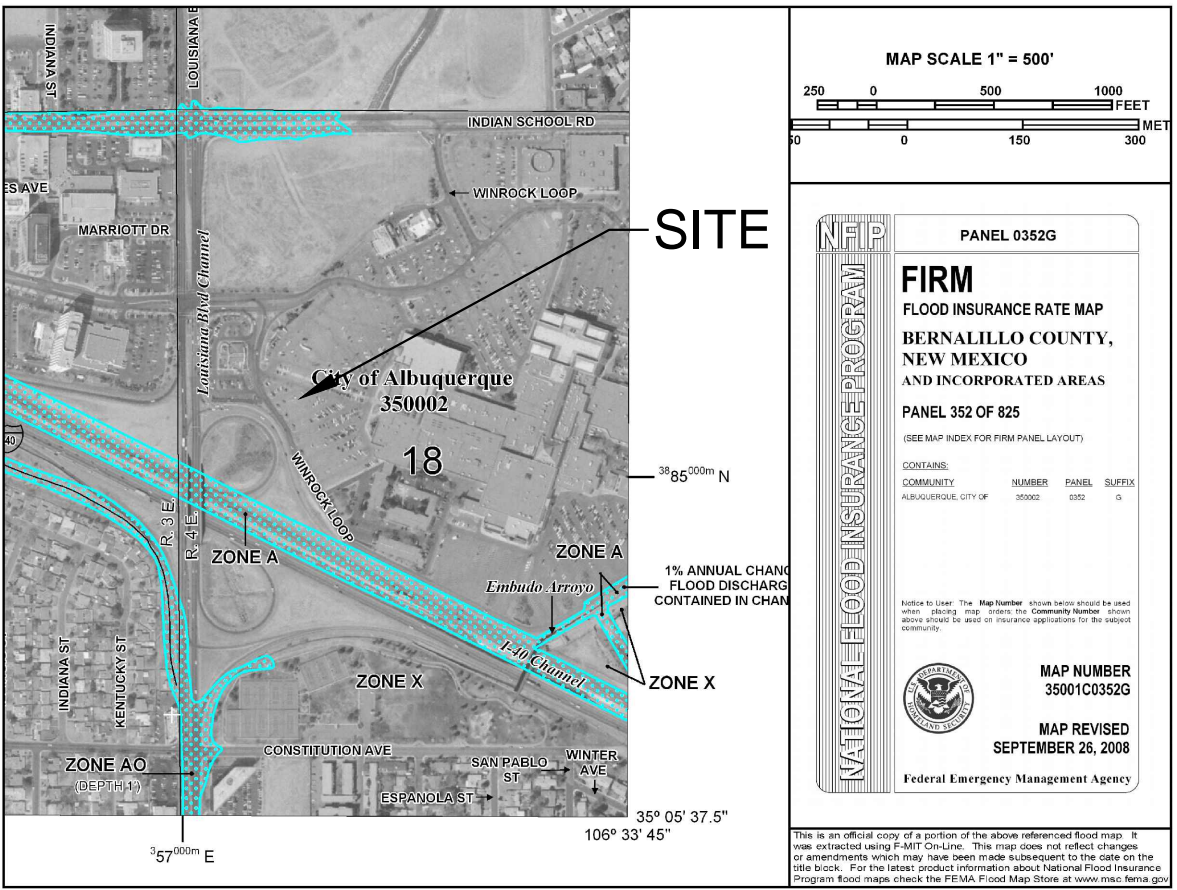 INDIANA ST
LOUISIANA B
INDIAN SCHOOL RD
ES AVE
WINROCK LOOP
MARRIOTT DR
SITE
Louisiana Blvd Channel
City of Albuquerque
350002
18
40
WINROCK LOOP
3885000m N
R. 3 E.
R. 4 E.
ZONE A
ZONE A
Embudo Arroyo
1% ANNUAL CHANC
FLOOD DISCHARG
CONTAINED IN CHAN
I-40 Channel
INDIANA ST
KENTUCKY ST
ZONE X
ZONE X
CONSTITUTION AVE
ZONE AO
(DEPTH 1')
SAN PABLO
ST
WINTER
AVE
ESPANOLA ST
35º 05' 37.5"
106º 33' 45"
357000m E
MAP SCALE 1" = 500'
250 0 500 1000
FEET
MET
50 0 150 300
NFIP
NATIONAL FLOOD INSURANCE PROGRAM
PANEL 0352G
FIRM
FLOOD INSURANCE RATE MAP
BERNALILLO COUNTY,
NEW MEXICO
AND INCORPORATED AREAS
PANEL 352 OF 825
(SEE MAP INDEX FOR FIRM PANEL LAYOUT)
CONTAINS:
COMMUNITY NUMBER PANEL SUFFIX
ALBUQUERQUE, CITY OF 350002 0352 G
Notice to User: The Map Number shown below should be used
when placing map orders; the Community Number shown
above should be used on insurance applications for the subject
community.
U.S. DEPARTMENT OF
HOMELAND SECURITY
MAP NUMBER
35001C0352G
MAP REVISED
SEPTEMBER 26, 2008
Federal Emergency Management Agency
This is an official copy of a portion of the above referenced flood map. It
was extracted using F-MIT On-Line. This map does not reflect changes
or amendments which may have been made subsequent to the date on the
title block. For the latest product information about National Flood Insurance
Program flood maps check the FEMA Flood Map Store at www.msc.fema.gov